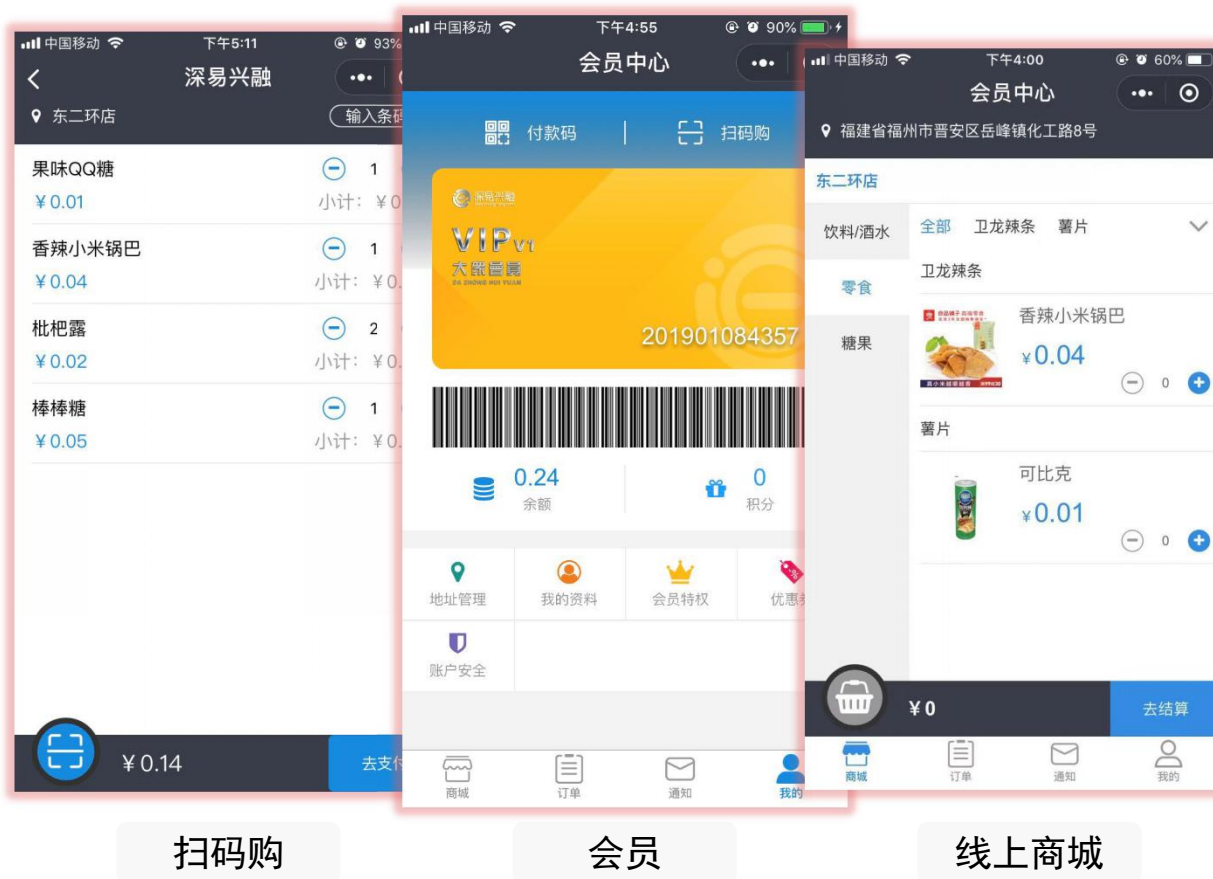 中国移动 下午5:11 93%
深易兴融
东二环店 输入条码
果味QQ糖 1
¥0.01 小计: ¥0
香辣小米锅巴 1
¥0.04 小计: ¥0.
枇杷露 2
¥0.02 小计: ¥0.
棒棒糖 1
¥0.05 小计: ¥0.
¥0.14 去支付
扫码购
中国移动 下午4:55 90%
会员中心
付款码 扫码购
深易兴融
VIP V1
大众會員
DA ZHONG HUI YUAN
201901084357
0.24 0
余额 积分
地址管理 我的资料 会员特权 优惠券
账户安全
商城 订单 通知 我的
会员
中国移动 下午4:00 60%
会员中心
福建省福州市晋安区岳峰镇化工路8号
东二环店
饮料/酒水
零食
糖果
全部 卫龙辣条 薯片
卫龙辣条
香辣小米锅巴
¥0.04
0
薯片
可比克
¥0.01
0
¥0 去结算
商城 订单 通知 我的
线上商城